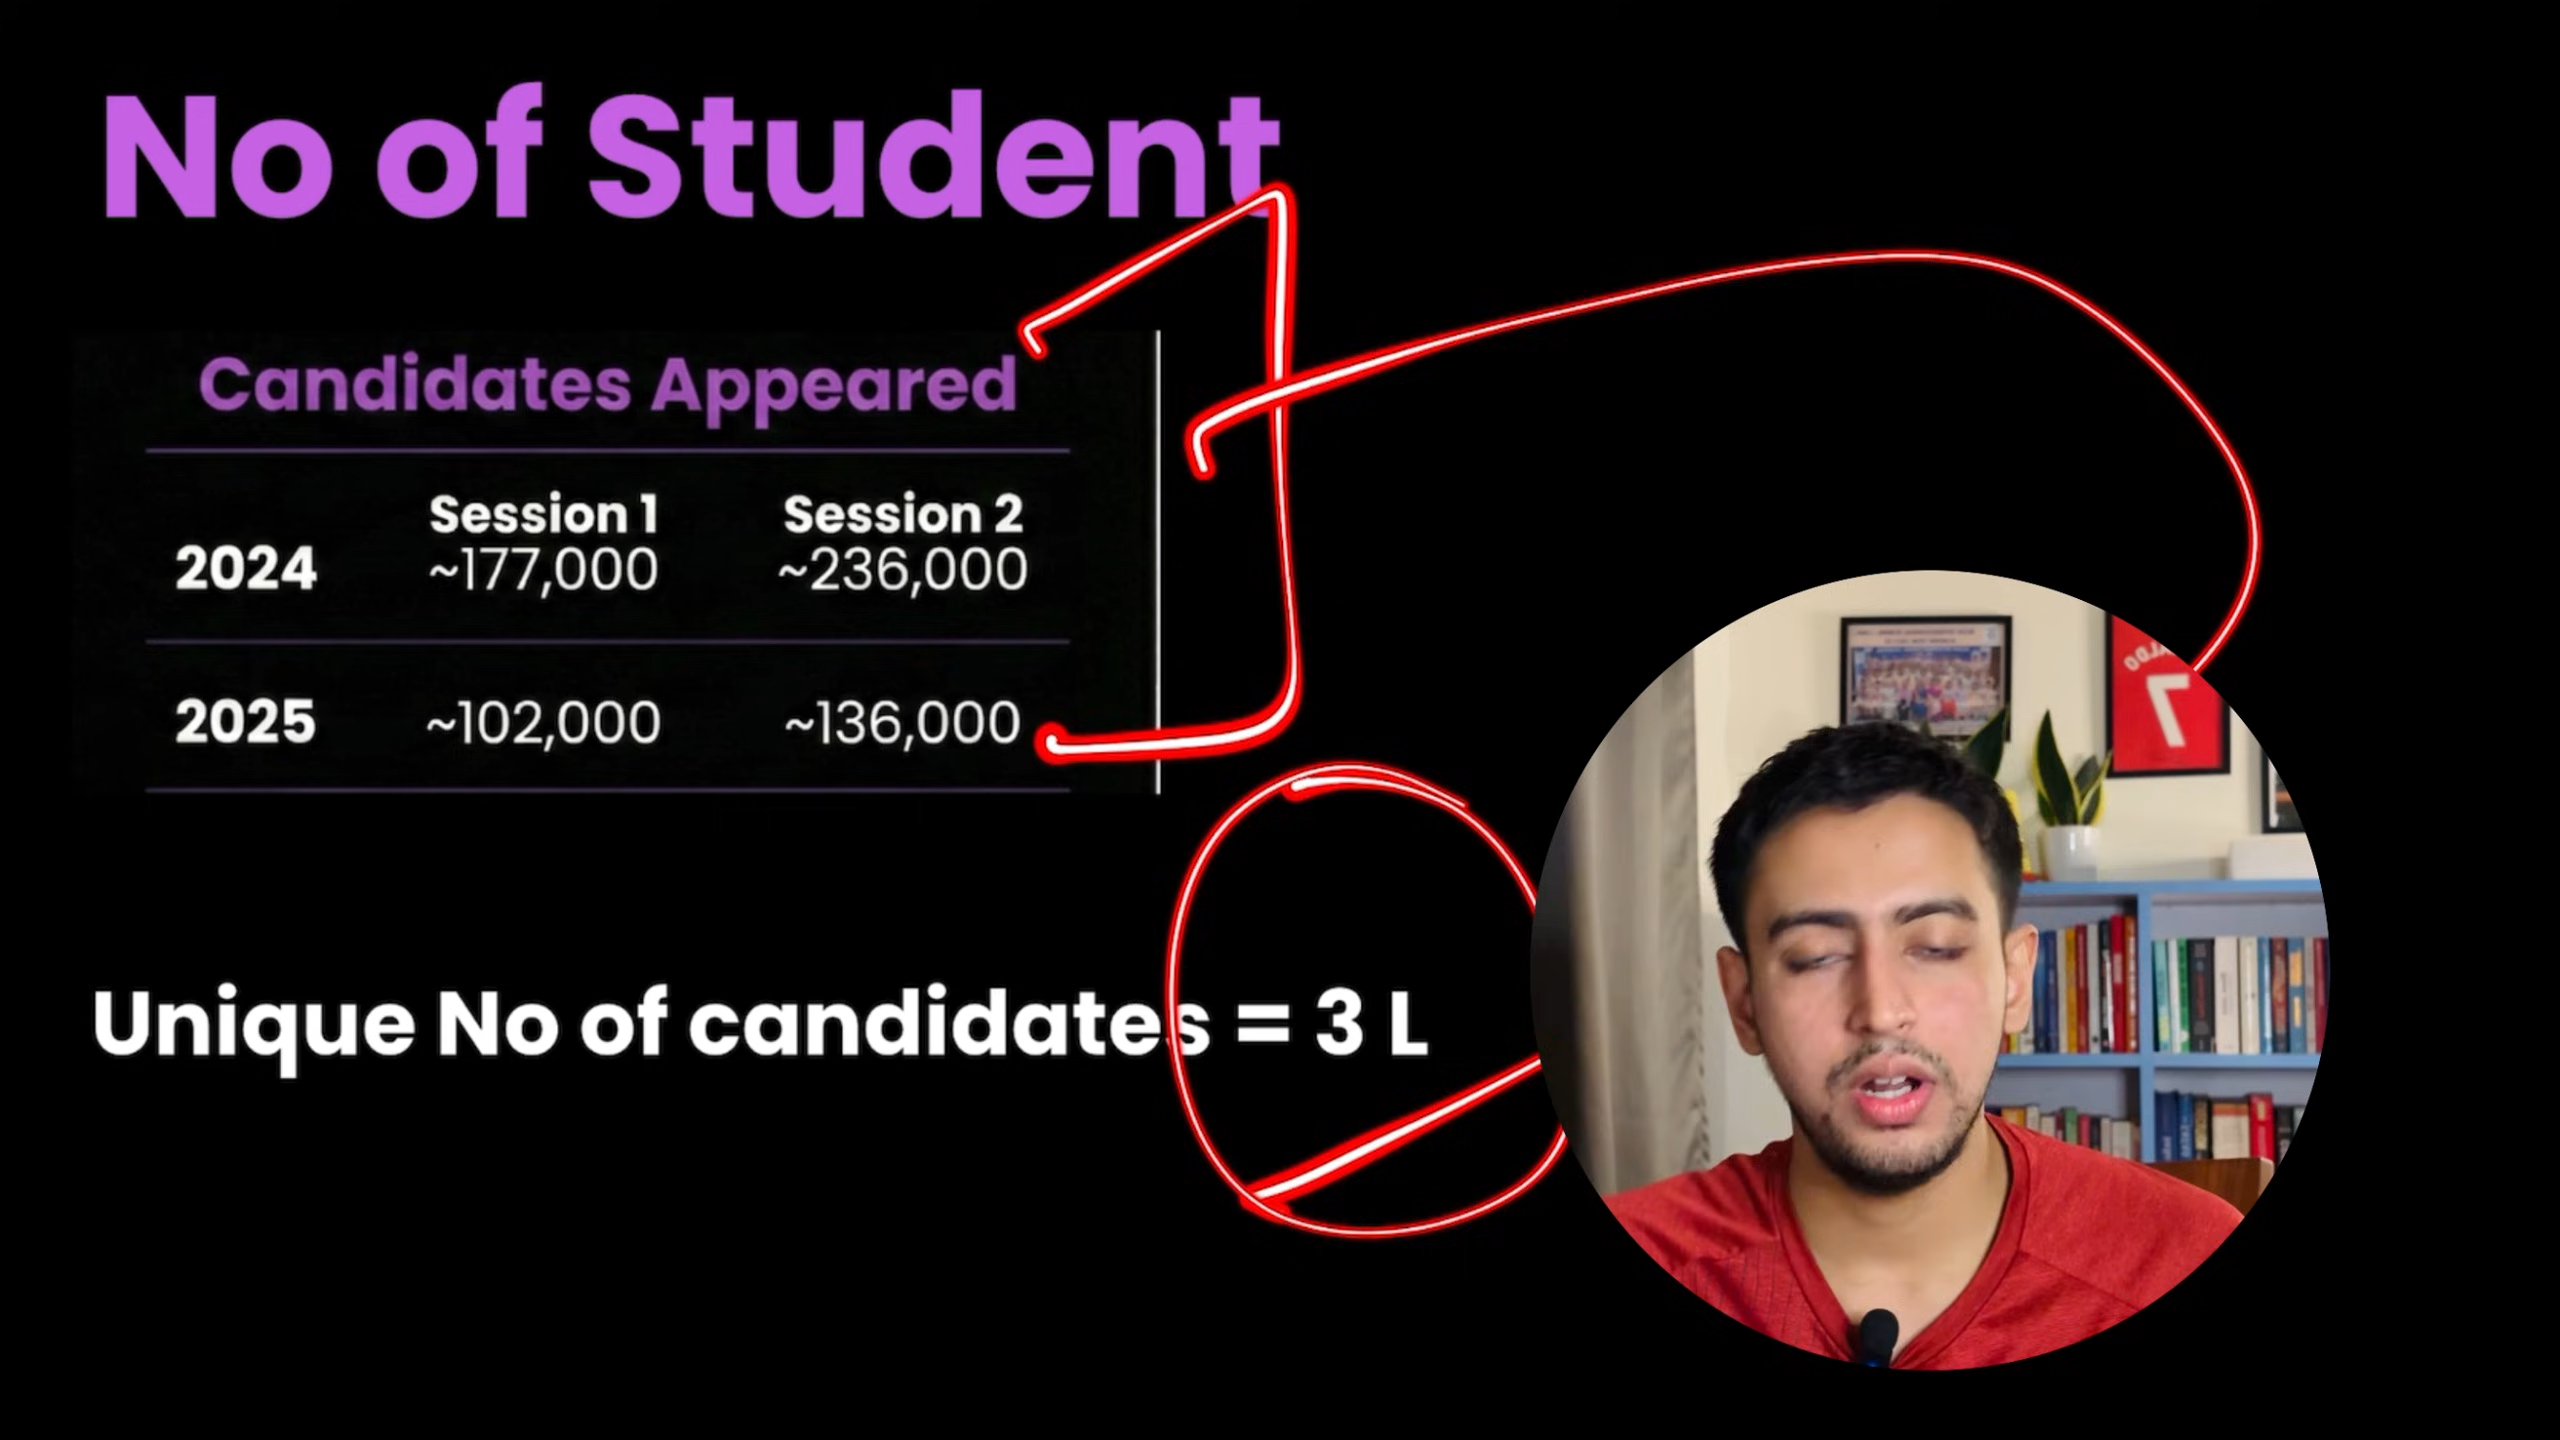 No of Student
Candidates Appeared
Session 1 Session 2
2024 ~177,000 ~236,000
2025 ~102,000 ~136,000
Unique No of candidates = 3 L
7